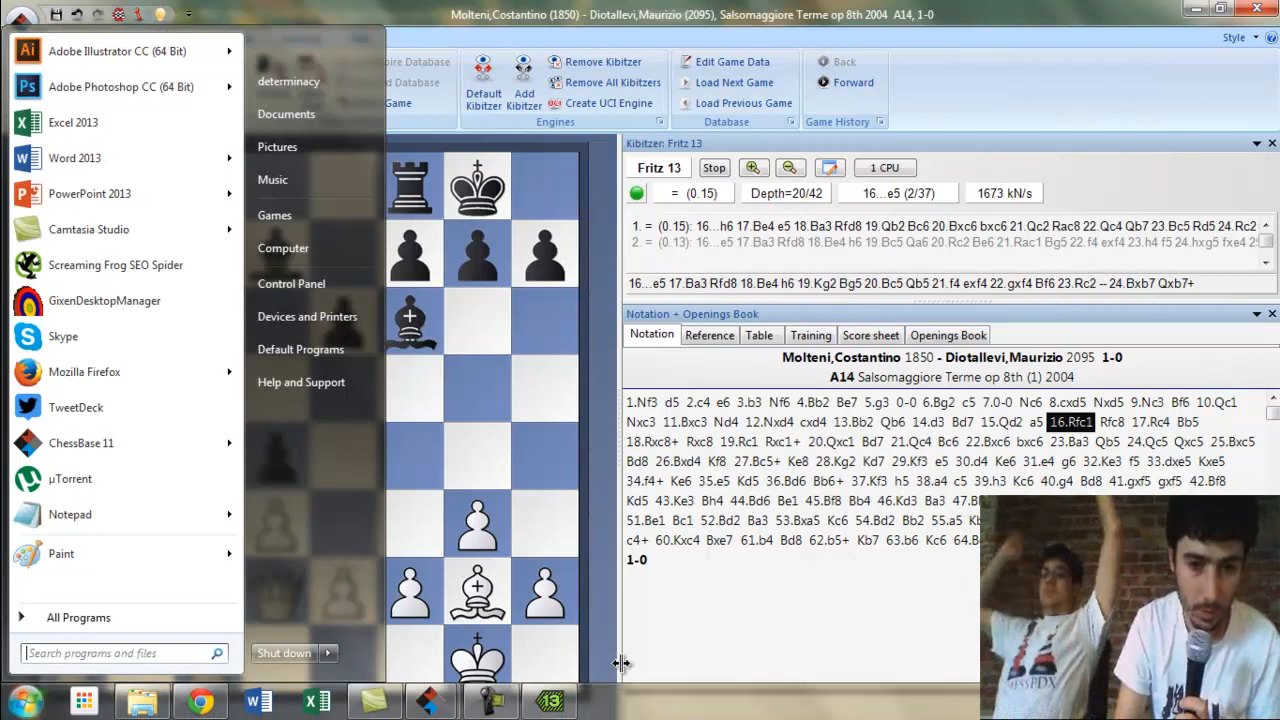 Molteni,Costantino (1850) - Diotallevi,Maurizio (2095), Salsomaggiore Terme op 8th 2004  A14, 1-0
Style
Adobe Illustrator CC (64 Bit)
Adobe Photoshop CC (64 Bit)
Excel 2013
Word 2013
PowerPoint 2013
Camtasia Studio
Screaming Frog SEO Spider
GixenDesktopManager
Skype
Mozilla Firefox
TweetDeck
ChessBase 11
µTorrent
Notepad
Paint
All Programs
Search programs and files
determinacy
Documents
Pictures
Music
Games
Computer
Control Panel
Devices and Printers
Default Programs
Help and Support
Shut down
Database
Database
Game
Default Kibitzer
Add Kibitzer
Remove Kibitzer
Remove All Kibitzers
Create UCI Engine
Engines
Edit Game Data
Load Next Game
Load Previous Game
Database
Back
Forward
Game History
Kibitzer: Fritz 13
Fritz 13 Stop 1 CPU
= (0.15) Depth=20/42 16...e5 (2/37) 1673 kN/s
1. = (0.15): 16...h6 17.Be4 e5 18.Ba3 Rfd8 19.Qb2 Bc6 20.Bxc6 bxc6 21.Qc2 Rac8 22.Qc4 Qb7 23.Bc5 Rd5 24.Rc2
2. = (0.13): 16...e5 17.Ba3 Rfd8 18.Be4 h6 19.Bc5 Qa6 20.Rc2 Be6 21.Rac1 Bg5 22.f4 exf4 23.h4 f5 24.hxg5 fxe4 2
16...e5 17.Ba3 Rfd8 18.Be4 h6 19.Kg2 Bg5 20.Bc5 Qb5 21.f4 exf4 22.gxf4 Bf6 23.Rc2 -- 24.Bxb7 Qxb7+
Notation + Openings Book
Notation Reference Table Training Score sheet Openings Book
Molteni,Costantino 1850 - Diotallevi,Maurizio 2095 1-0
A14 Salsomaggiore Terme op 8th (1) 2004
1.Nf3 d5 2.c4 e6 3.b3 Nf6 4.Bb2 Be7 5.g3 0-0 6.Bg2 c5 7.0-0 Nc6 8.cxd5 Nxd5 9.Nc3 Bf6 10.Qc1
Nxc3 11.Bxc3 Nd4 12.Nxd4 cxd4 13.Bb2 Qb6 14.d3 Bd7 15.Qd2 a5 16.Rfc1 Rfc8 17.Rc4 Bb5
18.Rxc8+ Rxc8 19.Rc1 Rxc1+ 20.Qxc1 Bd7 21.Qc4 Bc6 22.Bxc6 bxc6 23.Ba3 Qb5 24.Qc5 Qxc5 25.Bxc5
Bd8 26.Bxd4 Kf8 27.Bc5+ Ke8 28.Kg2 Kd7 29.Kf3 e5 30.d4 Ke6 31.e4 g6 32.Ke3 f5 33.dxe5 Kxe5
34.f4+ Ke6 35.e5 Kd5 36.Bd6 Bb6+ 37.Kf3 h5 38.a4 c5 39.h3 Kc6 40.g4 Bd8 41.gxf5 gxf5 42.Bf8
Kd5 43.Ke3 Bh4 44.Bd6 Be1 45.Bf8 Bb4 46.Kd3 Ba3 47.B
51.Be1 Bc1 52.Bd2 Ba3 53.Bxa5 Kc6 54.Bd2 Bb2 55.a5 K
c4+ 60.Kxc4 Bxe7 61.b4 Bd8 62.b5+ Kb7 63.b6 Kc6 64.B
1-0
13